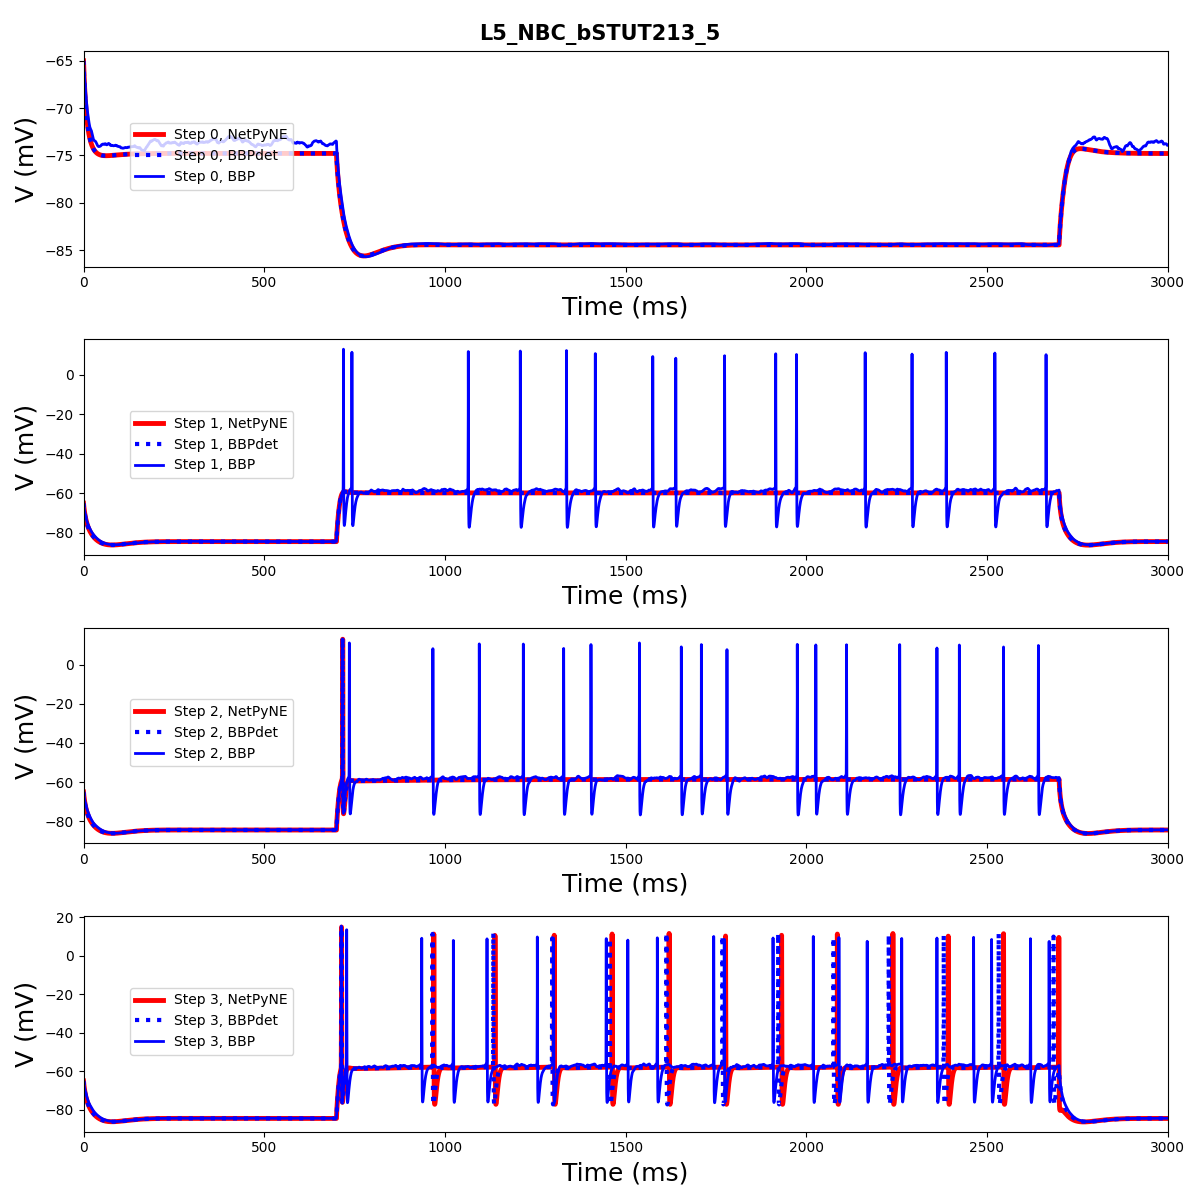 L5_NBC_bSTUT213_5
−65
−70
−75
−80
−85
V (mV)
Step 0, NetPyNE
Step 0, BBPdet
Step 0, BBP
0 500 1000 1500 2000 2500 3000
Time (ms)
0
−20
−40
−60
−80
V (mV)
Step 1, NetPyNE
Step 1, BBPdet
Step 1, BBP
0 500 1000 1500 2000 2500 3000
Time (ms)
0
−20
−40
−60
−80
V (mV)
Step 2, NetPyNE
Step 2, BBPdet
Step 2, BBP
0 500 1000 1500 2000 2500 3000
Time (ms)
20
0
−20
−40
−60
−80
V (mV)
Step 3, NetPyNE
Step 3, BBPdet
Step 3, BBP
0 500 1000 1500 2000 2500 3000
Time (ms)